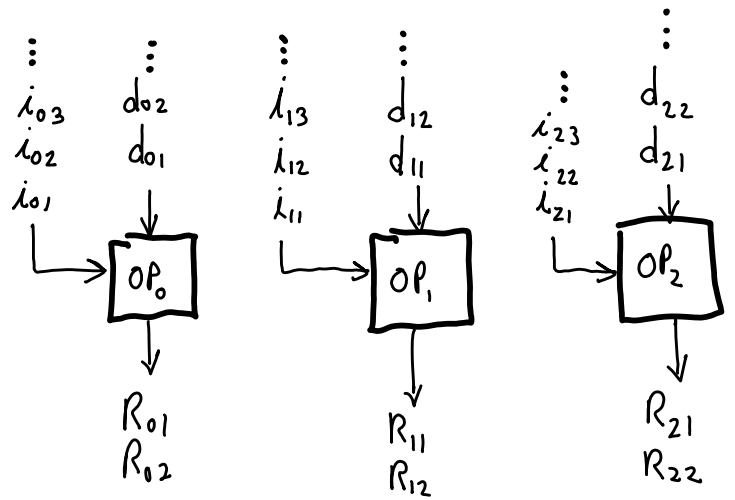 ⋮ ⋮ ⋮ ⋮ ⋮ ⋮
i₀₃ d₀₂ i₁₃ d₁₂ i₂₃ d₂₂
i₀₂ d₀₁ i₁₂ d₁₁ i₂₂ d₂₁
i₀₁ i₁₁ i₂₁
OP₀ OP₁ OP₂
R₀₁ R₁₁ R₂₁
R₀₂ R₁₂ R₂₂